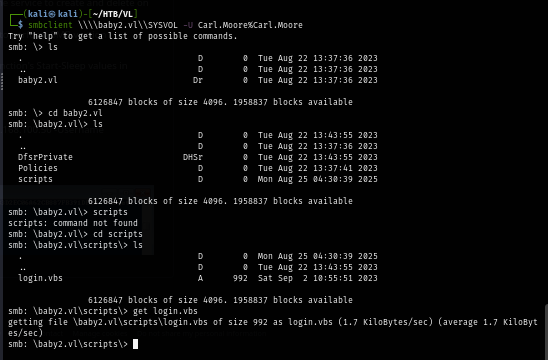 ┌──(kali㉿kali)-[~/HTB/VL]
└─$ smbclient \\\\baby2.vl\\SYSVOL -U Carl.Moore%Carl.Moore
Try "help" to get a list of possible commands.
smb: \> ls
  .                                   D        0  Tue Aug 22 13:37:36 2023
  ..                                  D        0  Tue Aug 22 13:37:36 2023
  baby2.vl                           Dr        0  Tue Aug 22 13:37:36 2023

                6126847 blocks of size 4096. 1958837 blocks available
smb: \> cd baby2.vl
smb: \baby2.vl\> ls
  .                                   D        0  Tue Aug 22 13:43:55 2023
  ..                                  D        0  Tue Aug 22 13:37:36 2023
  DfsrPrivate                      DHSr        0  Tue Aug 22 13:43:55 2023
  Policies                            D        0  Tue Aug 22 13:37:41 2023
  scripts                             D        0  Mon Aug 25 04:30:39 2025

                6126847 blocks of size 4096. 1958837 blocks available
smb: \baby2.vl\> scripts
scripts: command not found
smb: \baby2.vl\> cd scripts
smb: \baby2.vl\scripts\> ls
  .                                   D        0  Mon Aug 25 04:30:39 2025
  ..                                  D        0  Tue Aug 22 13:43:55 2023
  login.vbs                           A      992  Sat Sep  2 10:55:51 2023

                6126847 blocks of size 4096. 1958837 blocks available
smb: \baby2.vl\scripts\> get login.vbs
getting file \baby2.vl\scripts\login.vbs of size 992 as login.vbs (1.7 KiloBytes/sec) (average 1.7 KiloByt
es/sec)
smb: \baby2.vl\scripts\>